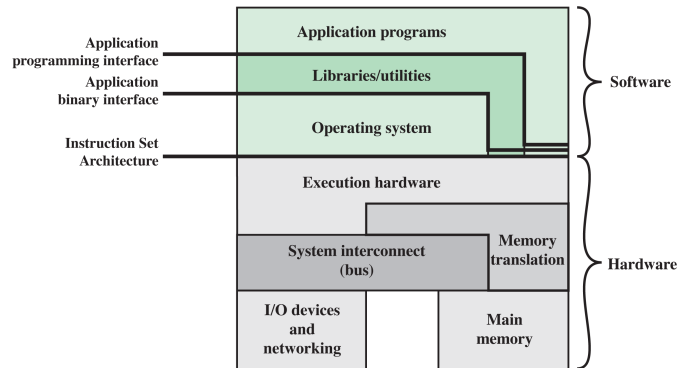 Application programs
Application
programming interface
Libraries/utilities
Software
Application
binary interface
Operating system
Instruction Set
Architecture
Execution hardware
System interconnect
(bus)
Memory
translation
Hardware
I/O devices
and
networking
Main
memory